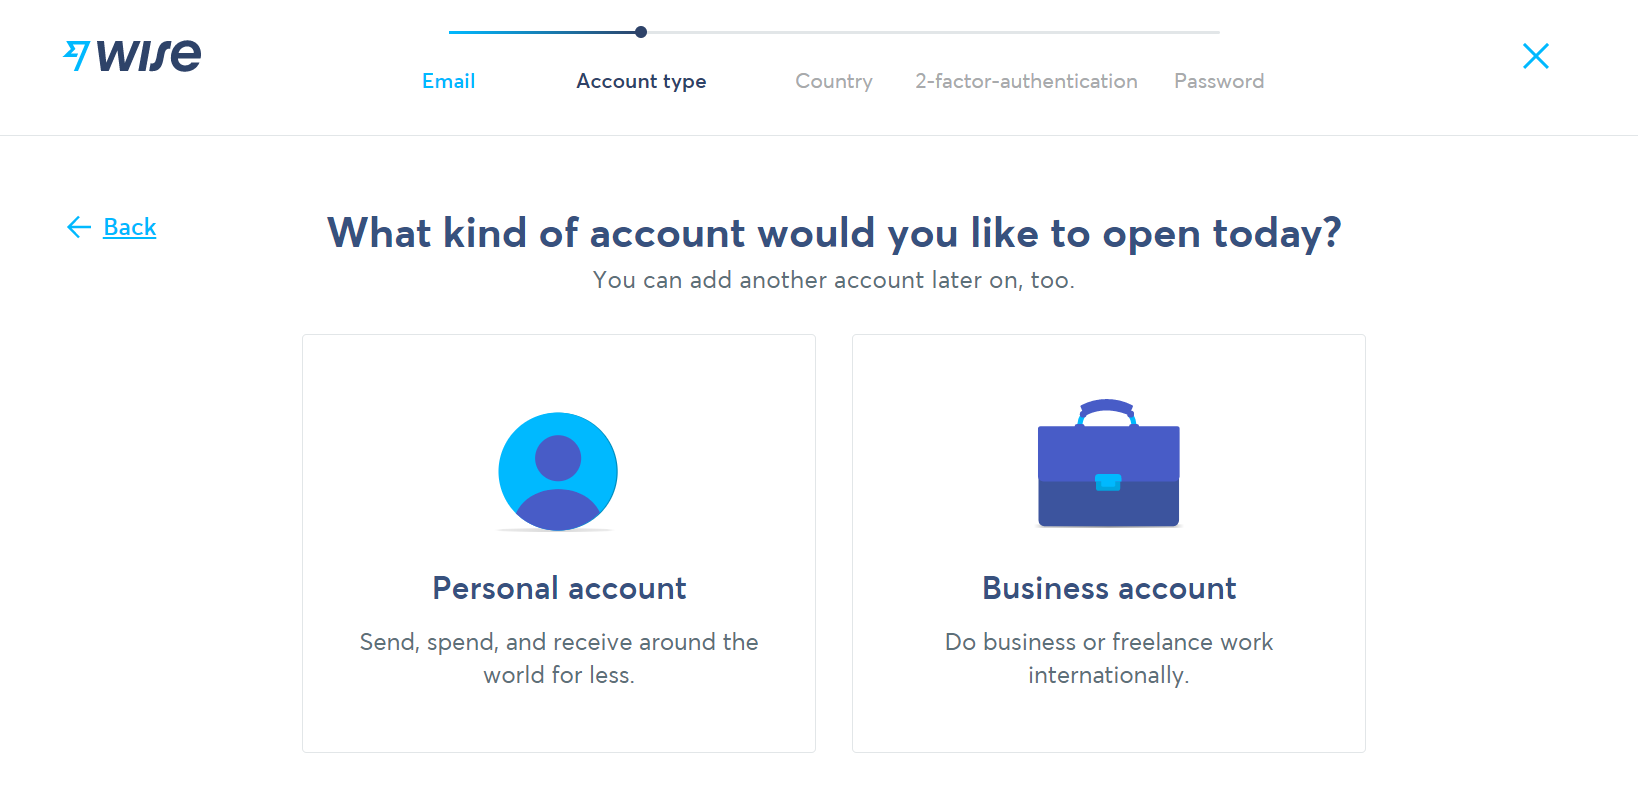 wise
Email
Account type
Country
2-factor-authentication
Password
Back
What kind of account would you like to open today?
You can add another account later on, too.
Personal account
Send, spend, and receive around the
world for less.
Business account
Do business or freelance work
internationally.